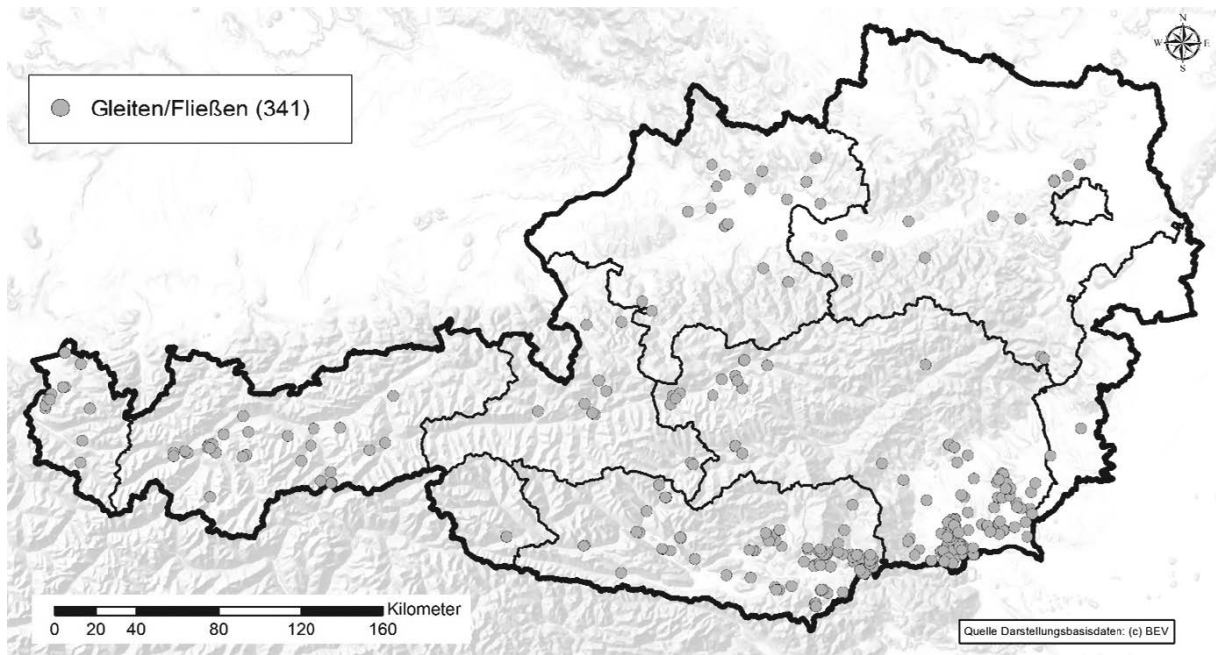 N
W E
S
Gleiten/Fließen (341)
Kilometer
0 20 40 80 120 160
Quelle Darstellungsbasisdaten: (c) BEV